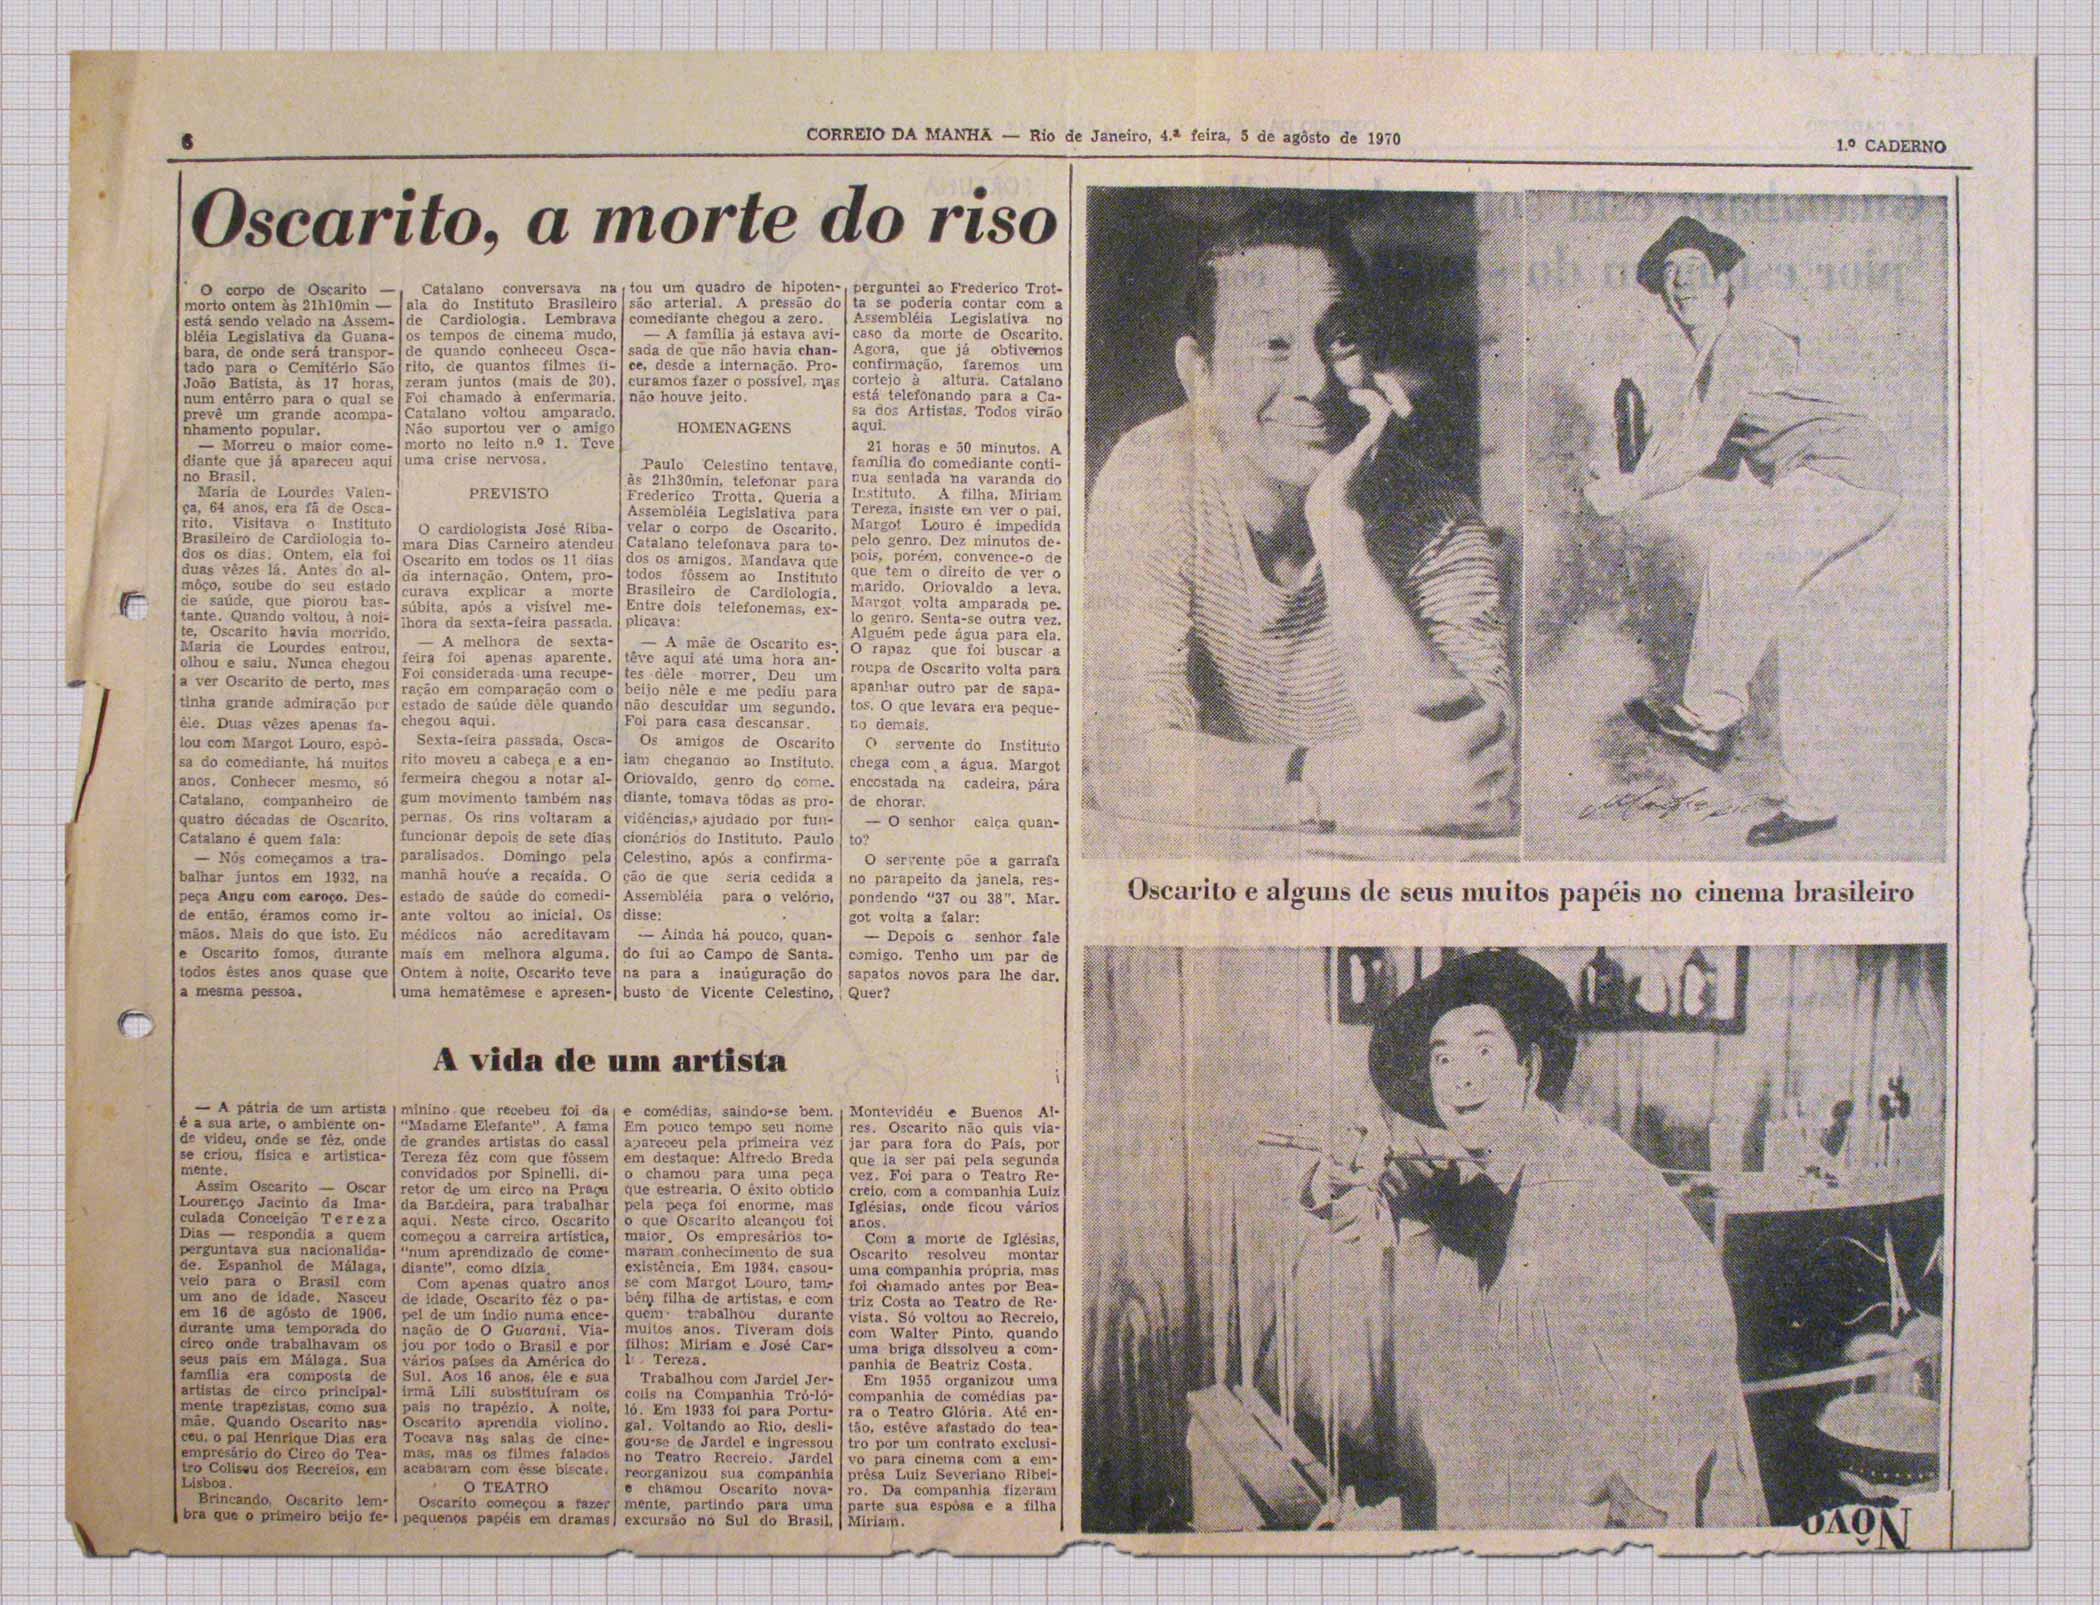 6
CORREIO DA MANHÃ — Rio de Janeiro, 4.ª feira, 5 de agôsto de 1970
1.º CADERNO
Oscarito, a morte do riso
O corpo de Oscarito —
morto ontem às 21h10min —
está sendo velado na Assem-
bléia Legislativa da Guana-
bara, de onde será transpor-
tado para o Cemitério São
João Batista, às 17 horas,
num entêrro para o qual se
prevê um grande acompa-
nhamento popular.
— Morreu o maior come-
diante que já apareceu aqui
no Brasil.
Maria de Lourdes Valen-
ça, 64 anos, era fã de Osca-
rito. Visitava o Instituto
Brasileiro de Cardiologia to-
dos os dias. Ontem, ela foi
duas vêzes lá. Antes do al-
môço, soube do seu estado
de saúde, que piorou bas-
tante. Quando voltou, à noi-
te, Oscarito havia morrido.
Maria de Lourdes entrou,
olhou e saiu. Nunca chegou
a ver Oscarito de perto, mas
tinha grande admiração por
êle. Duas vêzes apenas fa-
lou com Margot Louro, espô-
sa do comediante, há muitos
anos. Conhecer mesmo, só
Catalano, companheiro de
quatro décadas de Oscarito.
Catalano é quem fala:
— Nós começamos a tra-
balhar juntos em 1932, na
peça Angu com caroço. Des-
de então, éramos como ir-
mãos. Mais do que isto. Eu
e Oscarito fomos, durante
todos êstes anos quase que
a mesma pessoa.
Catalano conversava na
ala do Instituto Brasileiro
de Cardiologia. Lembrava
os tempos de cinema mudo,
de quando conheceu Osca-
rito, de quantos filmes fi-
zeram juntos (mais de 20).
Foi chamado à enfermaria.
Catalano voltou amparado.
Não suportou ver o amigo
morto no leito n.º 1. Teve
uma crise nervosa.
PREVISTO
O cardiologista José Riba-
mara Dias Carneiro atendeu
Oscarito em todos os 11 dias
da internação. Ontem, pro-
curava explicar a morte
súbita, após a visível me-
lhora da sexta-feira passada.
— A melhora de sexta-
feira foi apenas aparente.
Foi considerada uma recupe-
ração em comparação com o
estado de saúde dêle quando
chegou aqui.
Sexta-feira passada, Osca-
rito moveu a cabeça e a en-
fermeira chegou a notar al-
gum movimento também nas
pernas. Os rins voltaram a
funcionar depois de sete dias
paralisados. Domingo pela
manhã houve a recaída. O
estado de saúde do comedi-
ante voltou ao inicial. Os
médicos não acreditavam
mais em melhora alguma.
Ontem à noite, Oscarito teve
uma hematêmese e apresen-
tou um quadro de hipoten-
são arterial. A pressão do
comediante chegou a zero.
— A família já estava avi-
sada de que não havia chan-
ce, desde a internação. Pro-
curamos fazer o possível, mas
não houve jeito.
HOMENAGENS
Paulo Celestino tentava,
às 21h30min, telefonar para
Frederico Trotta. Queria a
Assembléia Legislativa para
velar o corpo de Oscarito.
Catalano telefonava para to-
dos os amigos. Mandava que
todos fôssem ao Instituto
Brasileiro de Cardiologia.
Entre dois telefonemas, ex-
plicava:
— A mãe de Oscarito es-
têve aqui até uma hora an-
tes dêle morrer. Deu um
beijo nêle e me pediu para
não descuidar um segundo.
Foi para casa descansar.
Os amigos de Oscarito
iam chegando ao Instituto.
Oriovaldo, genro do come.
diante, tomava tôdas as pro-
vidências, ajudado por fun-
cionários do Instituto. Paulo
Celestino, após a confirma-
ção de que seria cedida a
Assembléia para o velório,
disse:
— Ainda há pouco, quan-
do fui ao Campo de Santa-
na para a inauguração do
busto de Vicente Celestino,
perguntei ao Frederico Trot-
ta se poderia contar com a
Assembléia Legislativa no
caso da morte de Oscarito.
Agora, que já obtivemos
confirmação, faremos um
cortejo à altura. Catalano
está telefonando para a Ca-
sa dos Artistas. Todos virão
aqui.
21 horas e 50 minutos. A
família do comediante conti-
nua sentada na varanda do
Instituto. A filha, Miriam
Tereza, insiste em ver o pai.
Margot Louro é impedida
pelo genro. Dez minutos de-
pois, porém, convence-o de
que tem o direito de ver o
marido. Oriovaldo a leva.
Margot volta amparada pe.
lo genro. Senta-se outra vez.
Alguém pede água para ela.
O rapaz que foi buscar a
roupa de Oscarito volta para
apanhar outro par de sapa-
tos. O que levara era peque-
no demais.
O servente do Instituto
chega com a água. Margot
encostada na cadeira, pára
de chorar.
— O senhor calça quan-
to?
O servente põe a garrafa
no parapeito da janela, res-
pondendo "37 ou 38". Mar-
got volta a falar:
— Depois o senhor fale
comigo. Tenho um par de
sapatos novos para lhe dar.
Quer?
Oscarito e alguns de seus muitos papéis no cinema brasileiro
A vida de um artista
— A pátria de um artista
é a sua arte, o ambiente on-
de viveu, onde se fêz, onde
se criou, física e artistica-
mente.
Assim Oscarito — Oscar
Lourenço Jacinto da Ima-
culada Conceição Tereza
Dias — respondia a quem
perguntava sua nacionalida-
de. Espanhol de Málaga,
veio para o Brasil com
um ano de idade. Nasceu
em 16 de agôsto de 1906,
durante uma temporada do
circo onde trabalhavam os
seus pais em Málaga. Sua
família era composta de
artistas de circo principal-
mente trapezistas, como sua
mãe. Quando Oscarito nas-
ceu, o pai Henrique Dias era
empresário do Circo do Tea-
tro Coliseu dos Recreios, em
Lisboa.
Brincando, Oscarito lem-
bra que o primeiro beijo fe-
minino que recebeu foi da
"Madame Elefante". A fama
de grandes artistas do casal
Tereza fêz com que fôssem
convidados por Spinelli, di-
retor de um circo na Praça
da Bandeira, para trabalhar
aqui. Neste circo, Oscarito
começou a carreira artística,
"num aprendizado de come-
diante", como dizia.
Com apenas quatro anos
de idade, Oscarito fêz o pa-
pel de um índio numa ence-
nação de O Guarani. Via-
jou por todo o Brasil e por
vários países da América do
Sul. Aos 16 anos, êle e sua
irmã Lili substituíram os
pais no trapézio. À noite,
Oscarito aprendia violino.
Tocava nas salas de cine-
mas, mas os filmes falados
acabaram com êsse biscate.
O TEATRO
Oscarito começou a fazer
pequenos papéis em dramas
e comédias, saindo-se bem.
Em pouco tempo seu nome
apareceu pela primeira vez
em destaque: Alfredo Breda
o chamou para uma peça
que estrearia. O êxito obtido
pela peça foi enorme, mas
o que Oscarito alcançou foi
maior. Os empresários to-
maram conhecimento de sua
existência. Em 1934, casou-
se com Margot Louro, tam-
bém filha de artistas, e com
quem trabalhou durante
muitos anos. Tiveram dois
filhos: Miriam e José Car-
Tereza.
Trabalhou com Jardel Jer-
colis na Companhia Tró-ló-
ló. Em 1933 foi para Portu-
gal. Voltando ao Rio, desli-
gou-se de Jardel e ingressou
no Teatro Recreio. Jardel
reorganizou sua companhia
e chamou Oscarito nova-
mente, partindo para uma
excursão no Sul do Brasil,
Montevidéu e Buenos Ai-
res. Oscarito não quis via-
jar para fora do País, por
que ia ser pai pela segunda
vez. Foi para o Teatro Re-
creio, com a companhia Luiz
Iglésias, onde ficou vários
anos.
Com a morte de Iglésias,
Oscarito resolveu montar
uma companhia própria, mas
foi chamado antes por Bea-
triz Costa ao Teatro de Re-
vista. Só voltou ao Recreio,
com Walter Pinto, quando
uma briga dissolveu a com-
panhia de Beatriz Costa.
Em 1955 organizou uma
companhia de comédias pa-
ra o Teatro Glória. Até en-
tão, estêve afastado do tea-
tro por um contrato exclusi-
vo para cinema com a em-
prêsa Luiz Severiano Ribei-
ro. Da companhia fizeram
parte sua espôsa e a filha
Miriam.
Nôvo